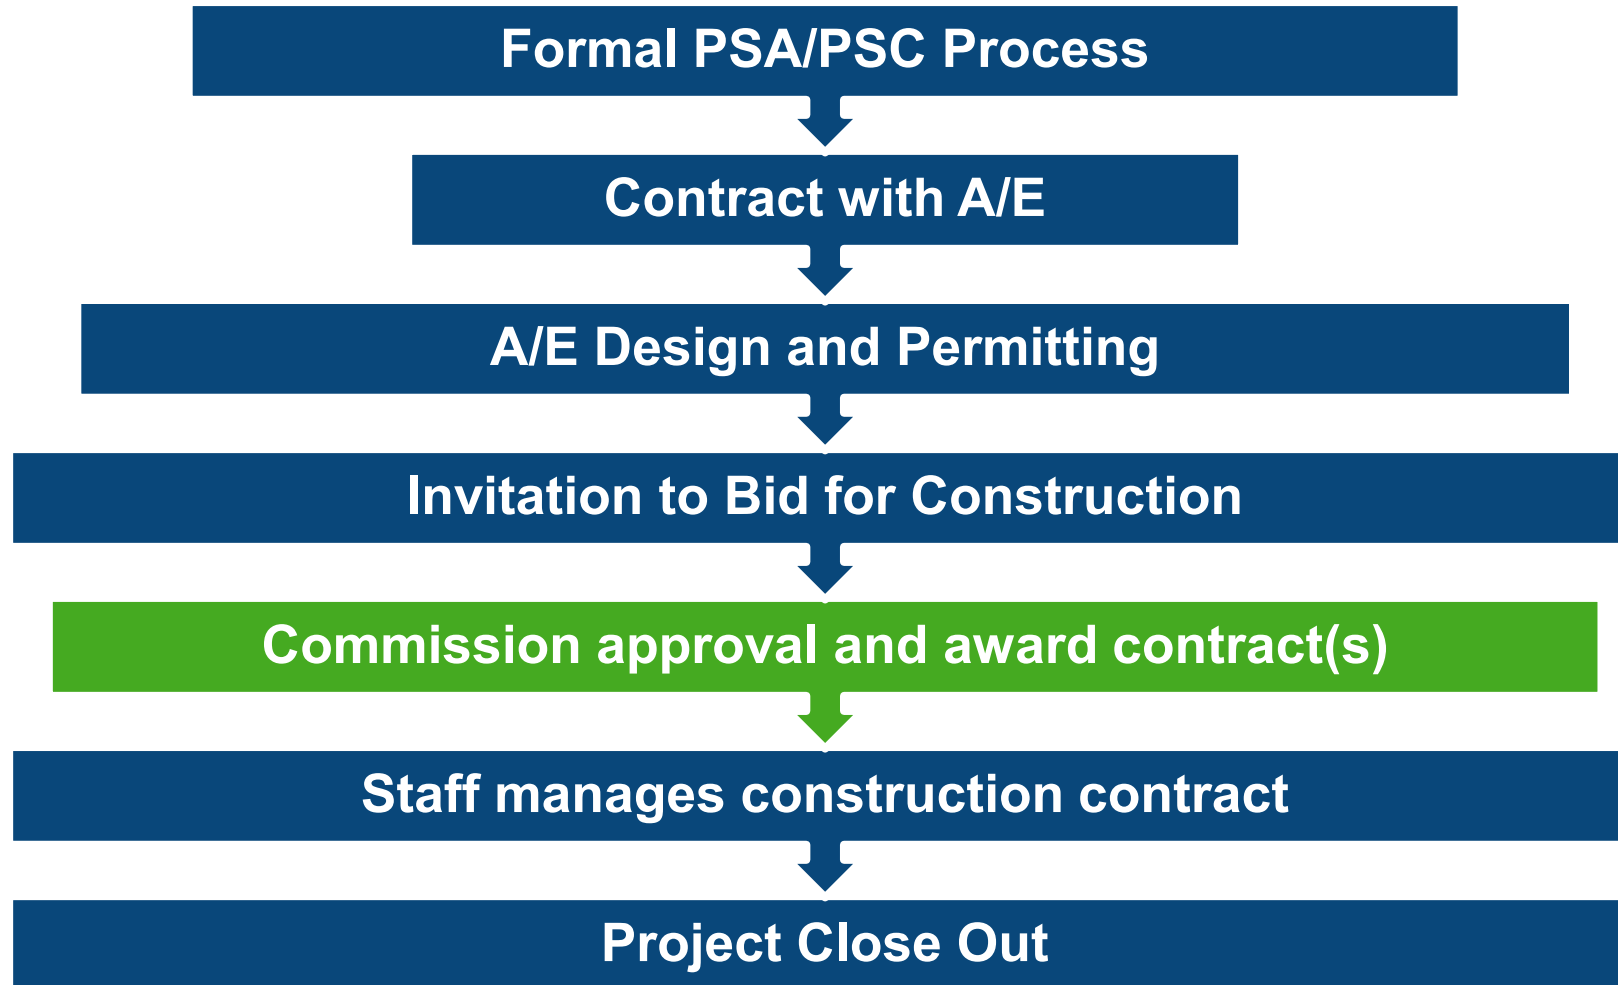 Formal PSA/PSC Process
Contract with A/E
A/E Design and Permitting
Invitation to Bid for Construction
Commission approval and award contract(s)
Staff manages construction contract
Project Close Out